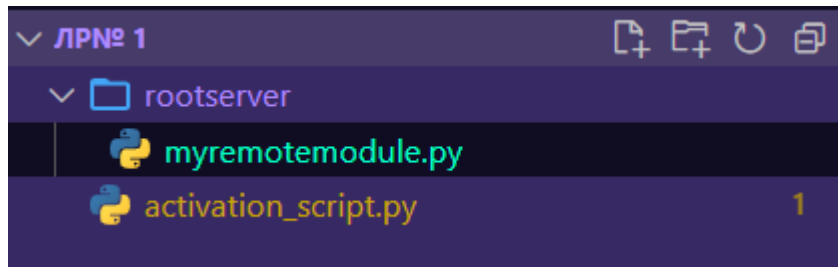 ЛР№ 1
rootserver
myremotemodule.py
activation_script.py 1